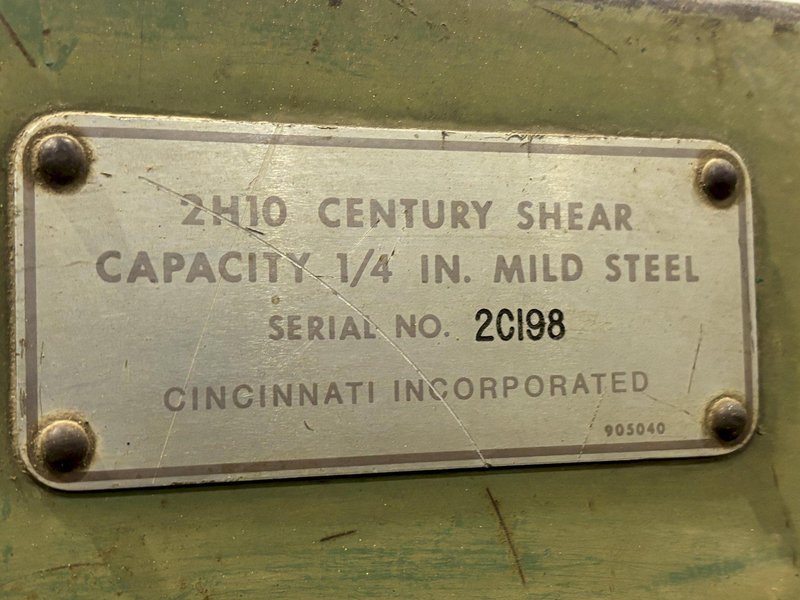 2H10 CENTURY SHEAR
CAPACITY 1/4 IN. MILD STEEL
SERIAL NO. 2C198
CINCINNATI INCORPORATED
905040